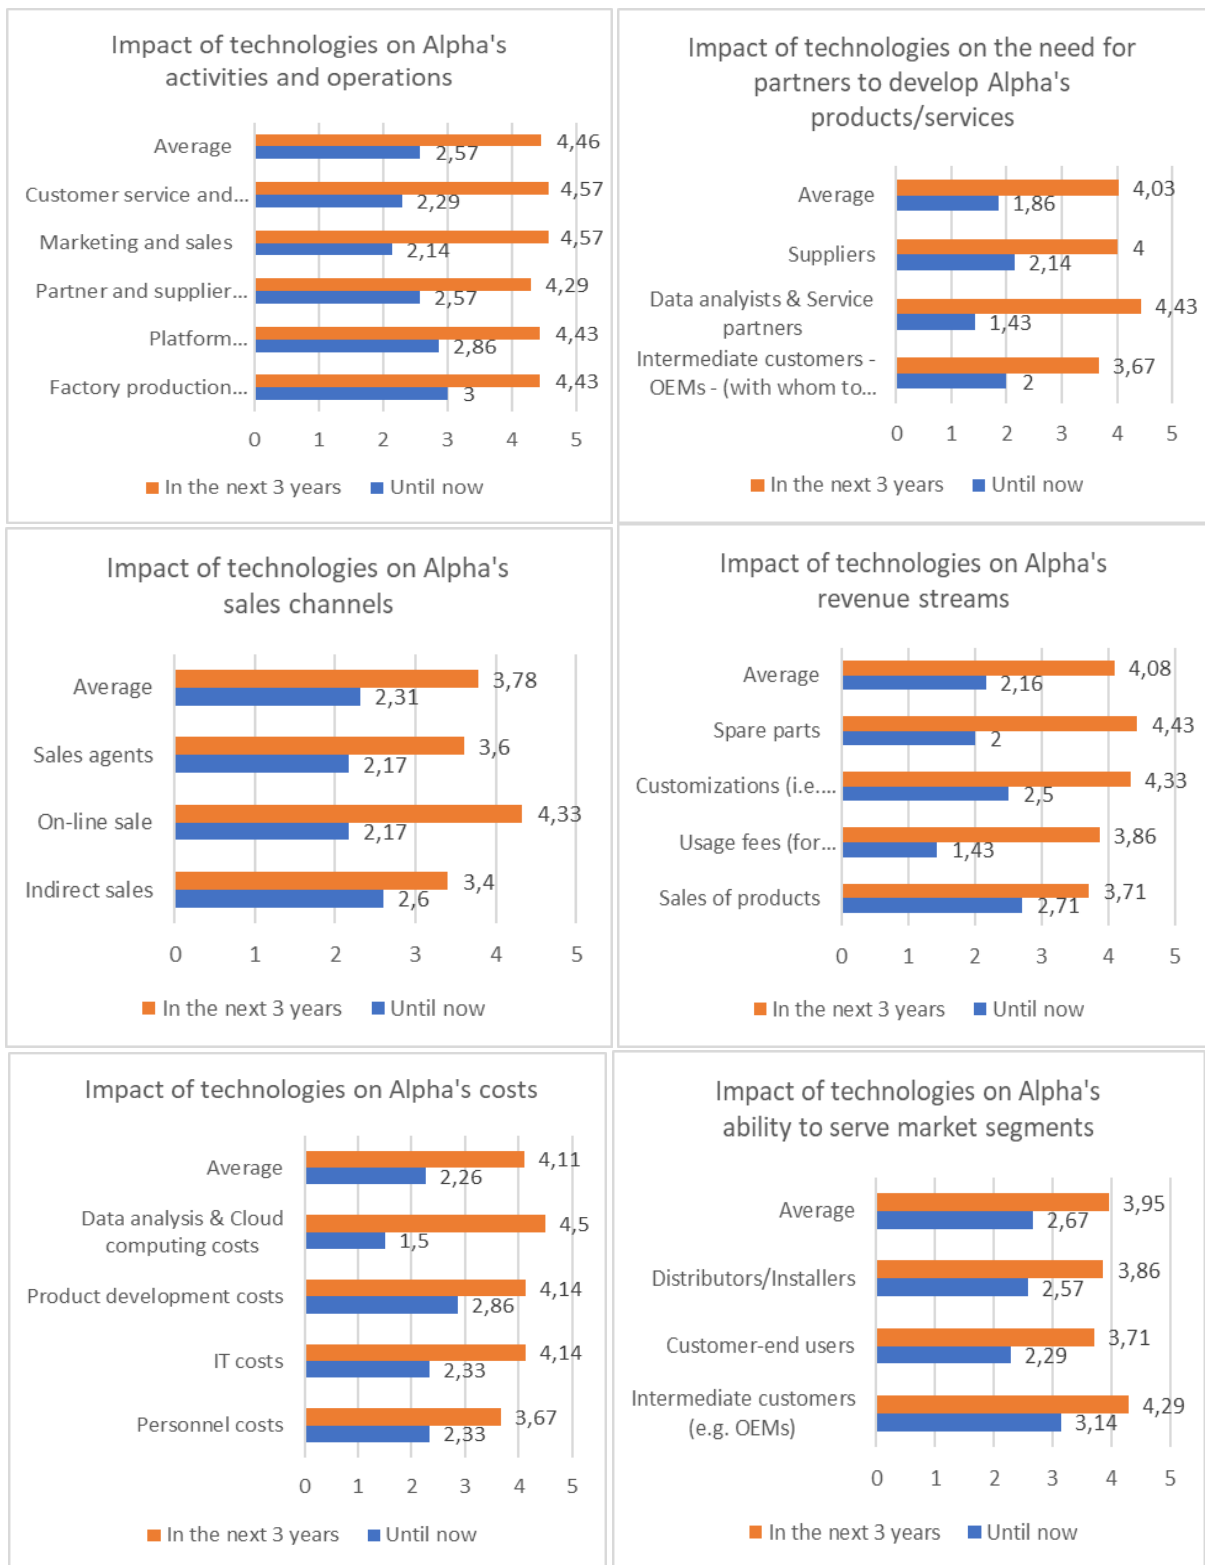 Impact of technologies on Alpha's
activities and operations
Average
4,46
2,57
Customer service and...
4,57
2,29
Marketing and sales
4,57
2,14
Partner and supplier...
4,29
2,57
Platform...
4,43
2,86
Factory production...
4,43
3
0 1 2 3 4 5
In the next 3 years Until now
Impact of technologies on the need for
partners to develop Alpha's
products/services
Average
4,03
1,86
Suppliers
4
2,14
Data analyists & Service
partners
4,43
1,43
Intermediate customers -
OEMs - (with whom to...
3,67
2
0 1 2 3 4 5
In the next 3 years Until now
Impact of technologies on Alpha's
sales channels
Average
3,78
2,31
Sales agents
3,6
2,17
On-line sale
4,33
2,17
Indirect sales
3,4
2,6
0 1 2 3 4 5
In the next 3 years Until now
Impact of technologies on Alpha's
revenue streams
Average
4,08
2,16
Spare parts
4,43
2
Customizations (i.e....
4,33
2,5
Usage fees (for...
3,86
1,43
Sales of products
3,71
2,71
0 1 2 3 4 5
In the next 3 years Until now
Impact of technologies on Alpha's costs
Average
4,11
2,26
Data analysis & Cloud
computing costs
4,5
1,5
Product development costs
4,14
2,86
IT costs
4,14
2,33
Personnel costs
3,67
2,33
0 1 2 3 4 5
In the next 3 years Until now
Impact of technologies on Alpha's
ability to serve market segments
Average
3,95
2,67
Distributors/Installers
3,86
2,57
Customer-end users
3,71
2,29
Intermediate customers
(e.g. OEMs)
4,29
3,14
0 1 2 3 4 5
In the next 3 years Until now